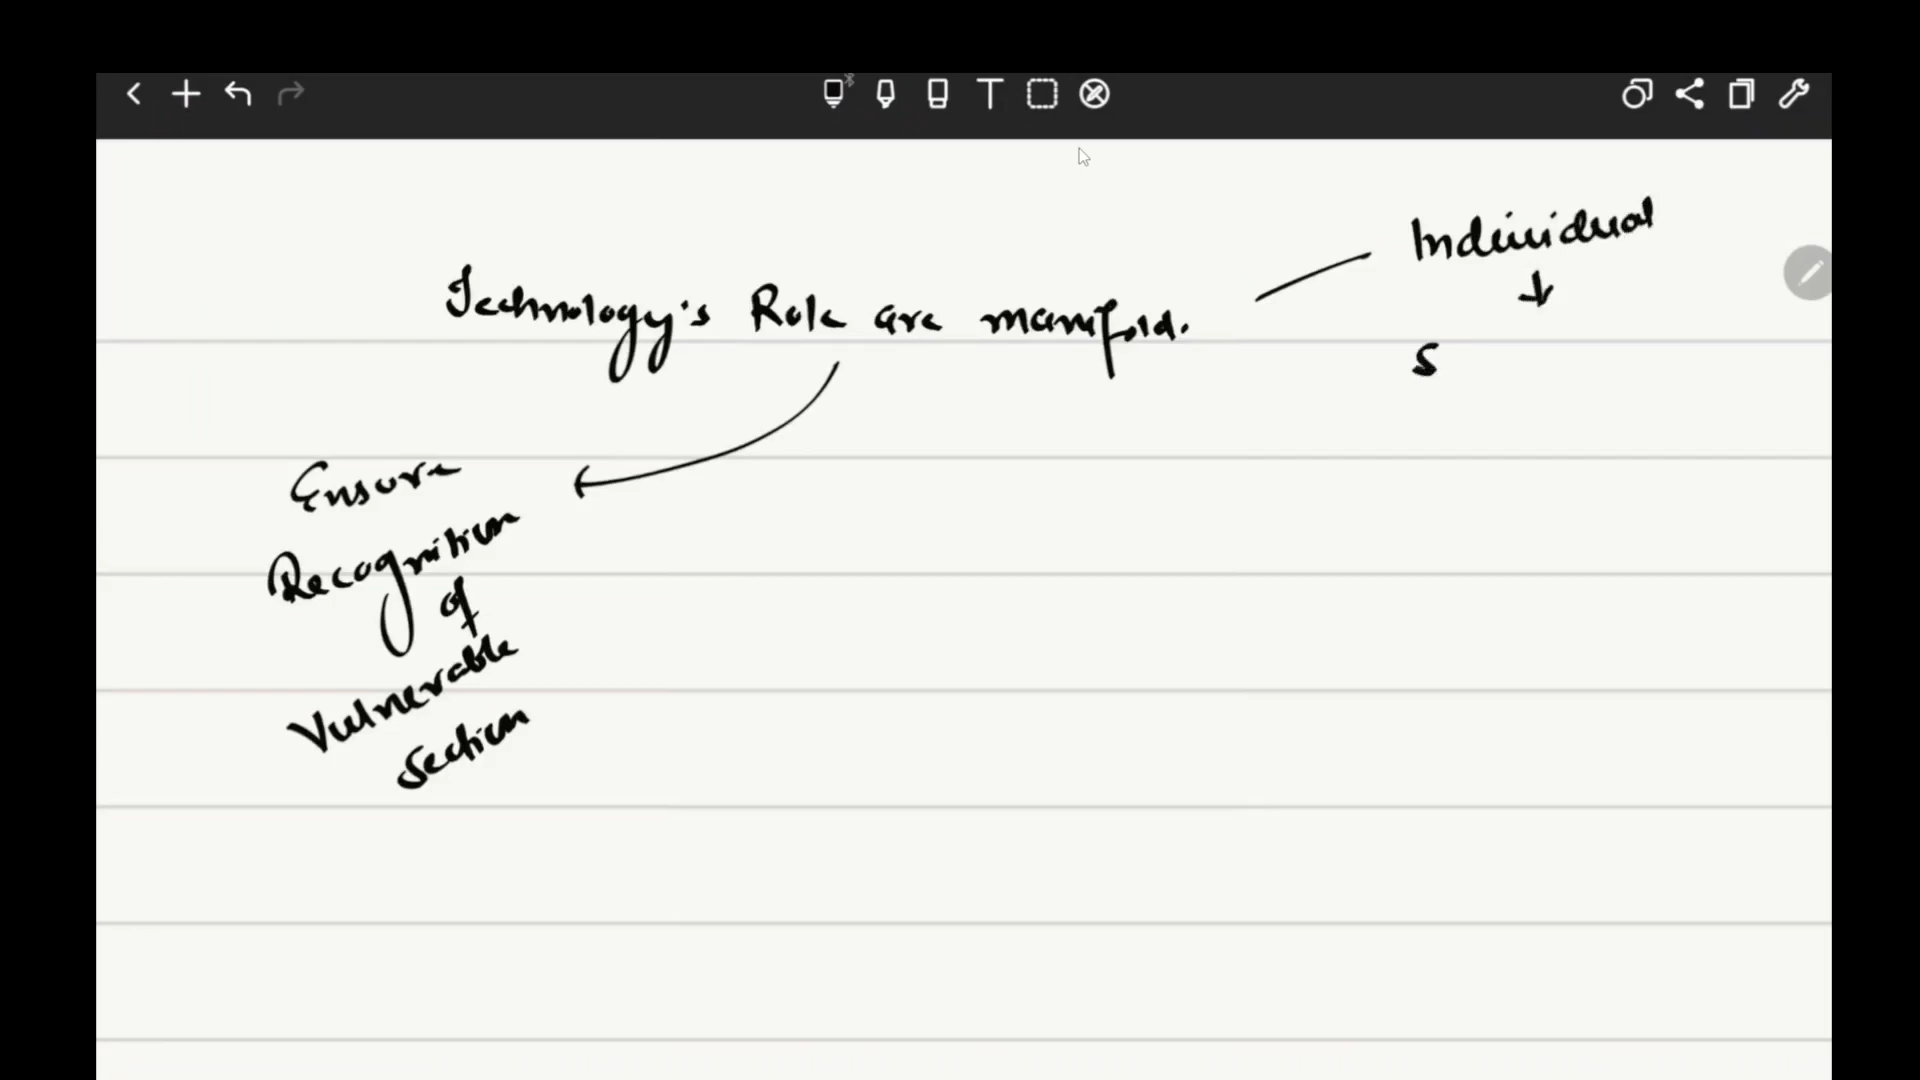 Technology's Role are manifold.
Individual
S
Ensure
Recognition
of
Vulnerable
section